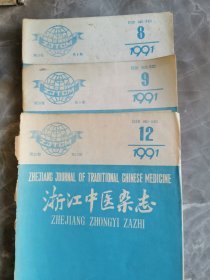 8
1991
9
1991
12
1991
ZHEJIANG JOURNAL OF TRADITIONAL CHINESE MEDICINE
浙江中医杂志
ZHEJIANG ZHONGYI ZAZHI